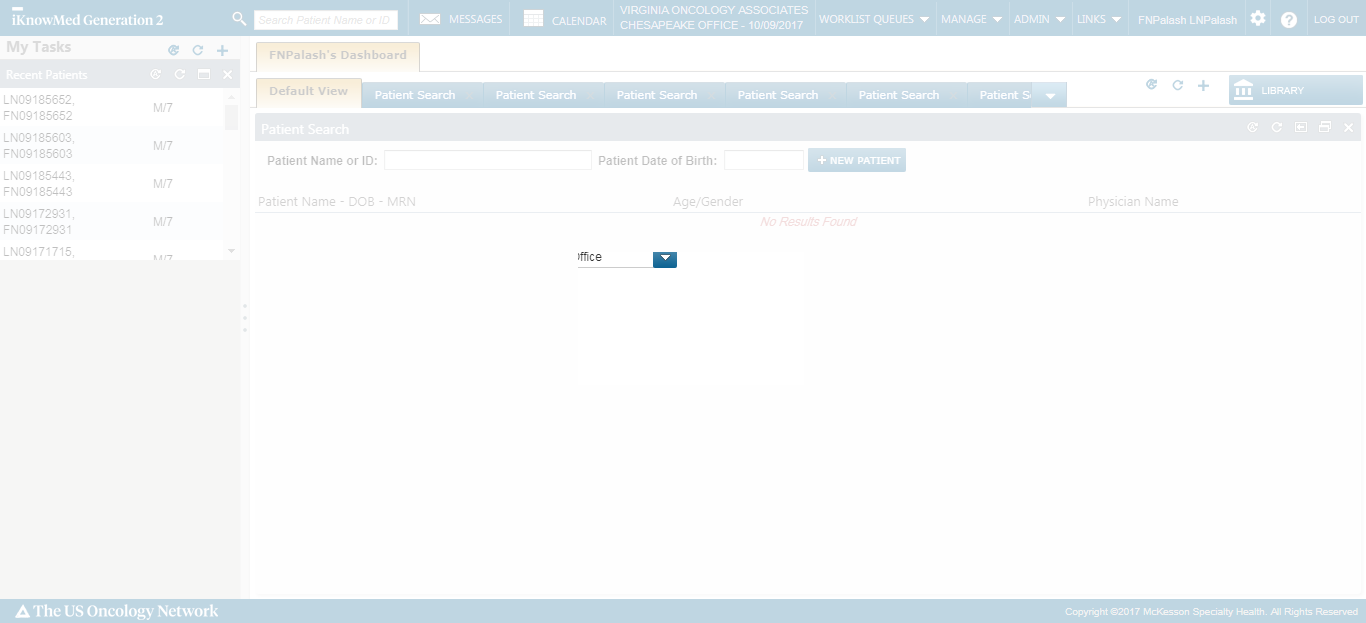 iKnowMed Generation 2
Search Patient Name or ID
MESSAGES
CALENDAR
VIRGINIA ONCOLOGY ASSOCIATES
CHESAPEAKE OFFICE - 10/09/2017
WORKLIST QUEUES
MANAGE
ADMIN
LINKS
FNPalash LNPalash
LOG OUT
My Tasks
Recent Patients
LN09185652,
FN09185652
M/7
LN09185603,
FN09185603
M/7
LN09185443,
FN09185443
M/7
LN09172931,
FN09172931
M/7
LN09171715,
M/7
FNPalash's Dashboard
Default View
Patient Search
Patient Search
Patient Search
Patient Search
Patient Search
Patient S
LIBRARY
Patient Search
Patient Name or ID:
Patient Date of Birth:
+ NEW PATIENT
Patient Name - DOB - MRN
Age/Gender
Physician Name
No Results Found
ffice
The US Oncology Network
Copyright ©2017 McKesson Specialty Health. All Rights Reserved